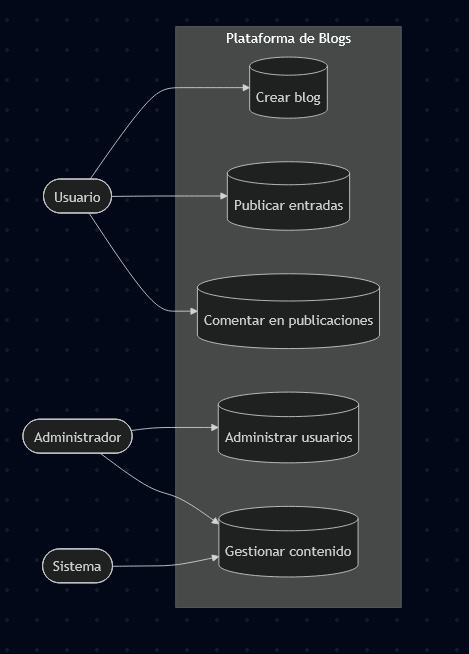 Plataforma de Blogs
Crear blog
Usuario
Publicar entradas
Comentar en publicaciones
Administrador
Administrar usuarios
Gestionar contenido
Sistema